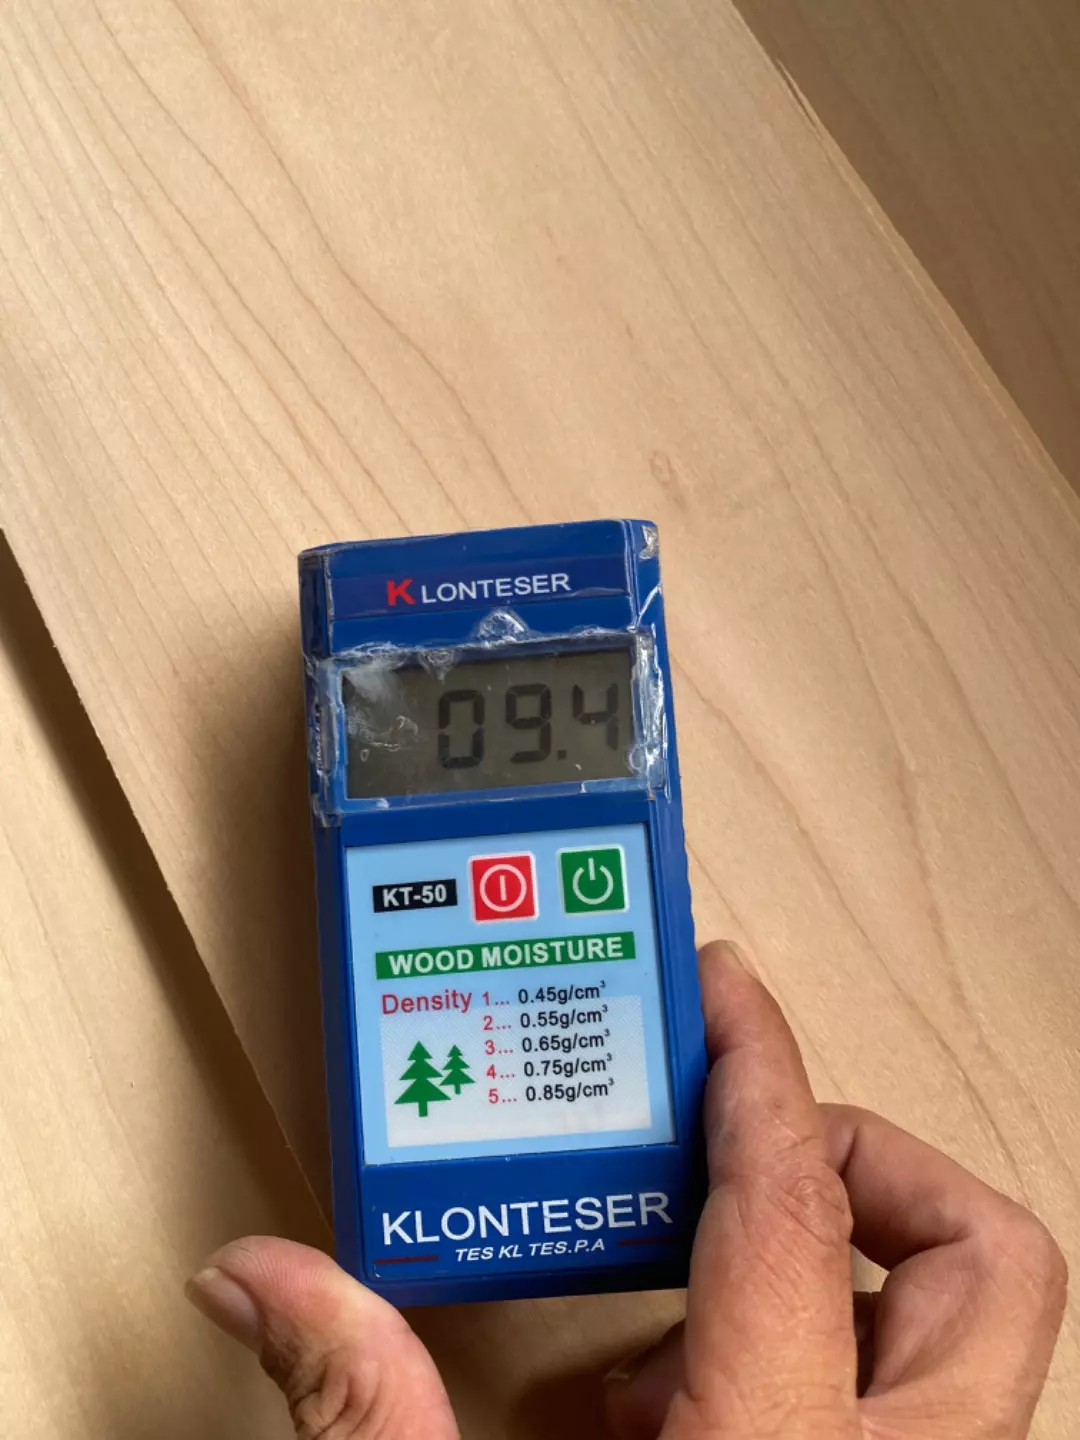 KLONTESER
09.4
KT-50
WOOD MOISTURE
Density 1... 0.45g/cm³
2... 0.55g/cm³
3... 0.65g/cm³
4... 0.75g/cm³
5... 0.85g/cm³
KLONTESER
TES KL TES.P.A